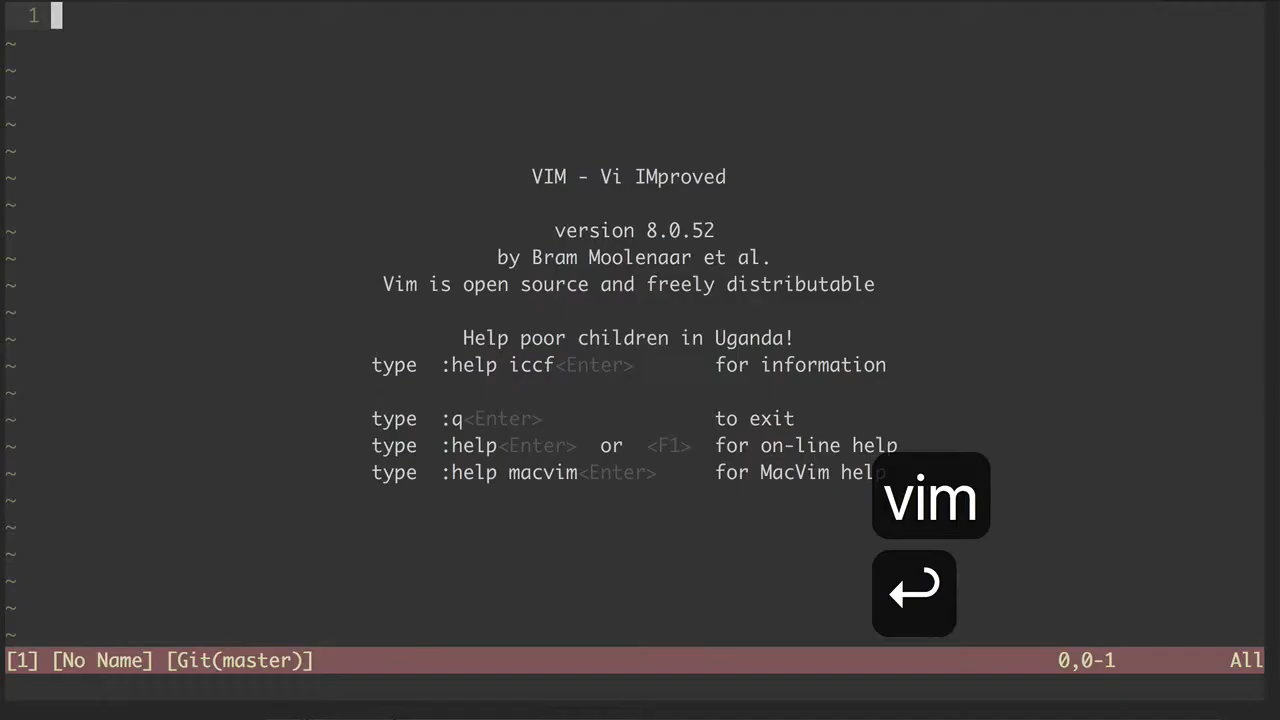 1
~
~
~
~
~
~ VIM - Vi IMproved
~
~ version 8.0.52
~ by Bram Moolenaar et al.
~ Vim is open source and freely distributable
~
~ Help poor children in Uganda!
~ type :help iccf<Enter> for information
~
~ type :q<Enter> to exit
~ type :help<Enter> or <F1> for on-line help
~ type :help macvim<Enter> for MacVim help
~
~
~
~
~
~
vim
[1] [No Name] [Git(master)] 0,0-1 All